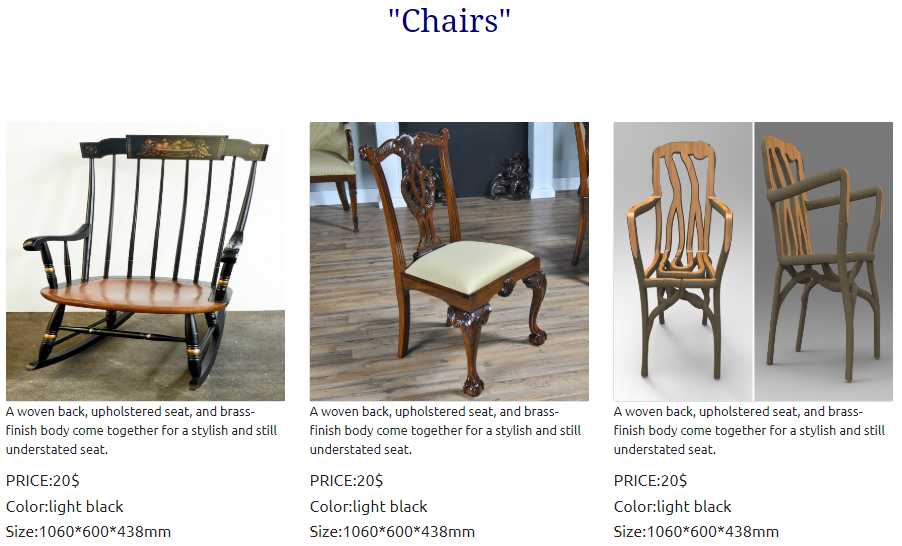 "Chairs"
A woven back, upholstered seat, and brass-
finish body come together for a stylish and still
understated seat.
PRICE:20$
Color:light black
Size:1060*600*438mm
A woven back, upholstered seat, and brass-
finish body come together for a stylish and still
understated seat.
PRICE:20$
Color:light black
Size:1060*600*438mm
A woven back, upholstered seat, and brass-
finish body come together for a stylish and still
understated seat.
PRICE:20$
Color:light black
Size:1060*600*438mm